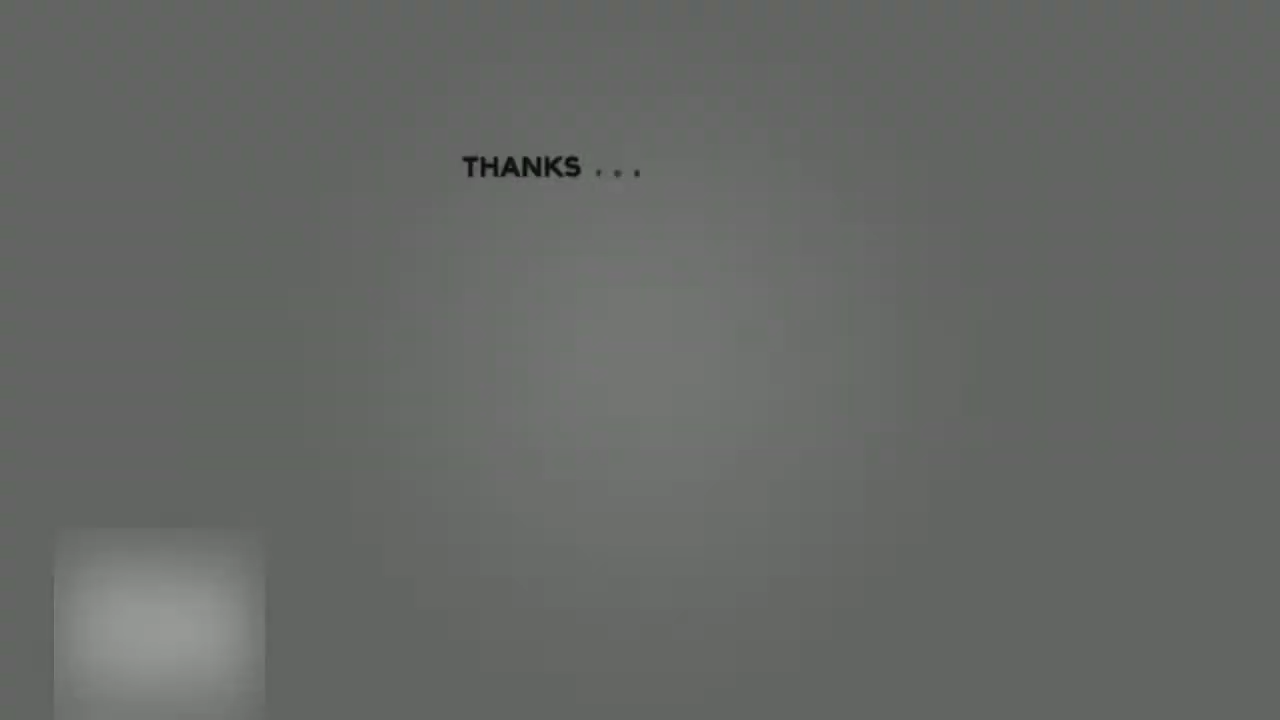 THANKS . . .